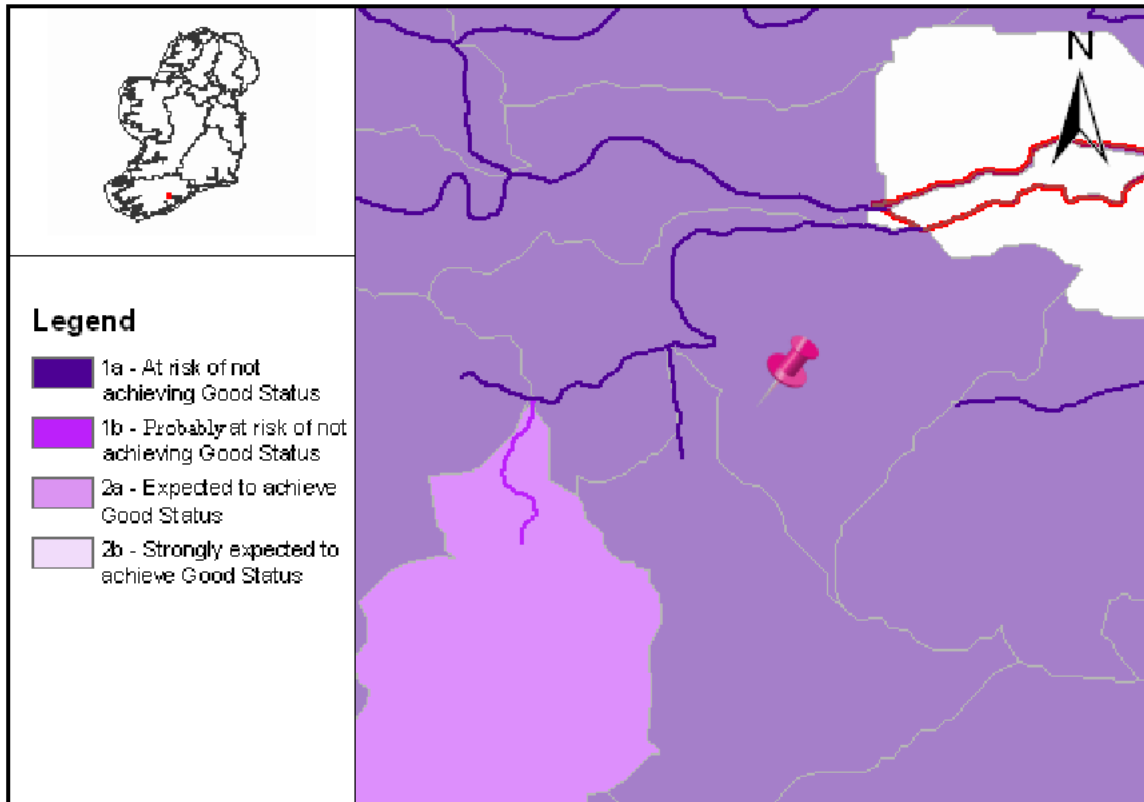 N
Legend
1a - At risk of not
achieving Good Status
1b - Probably at risk of not
achieving Good Status
2a - Expected to achieve
Good Status
2b - Strongly expected to
achieve Good Status